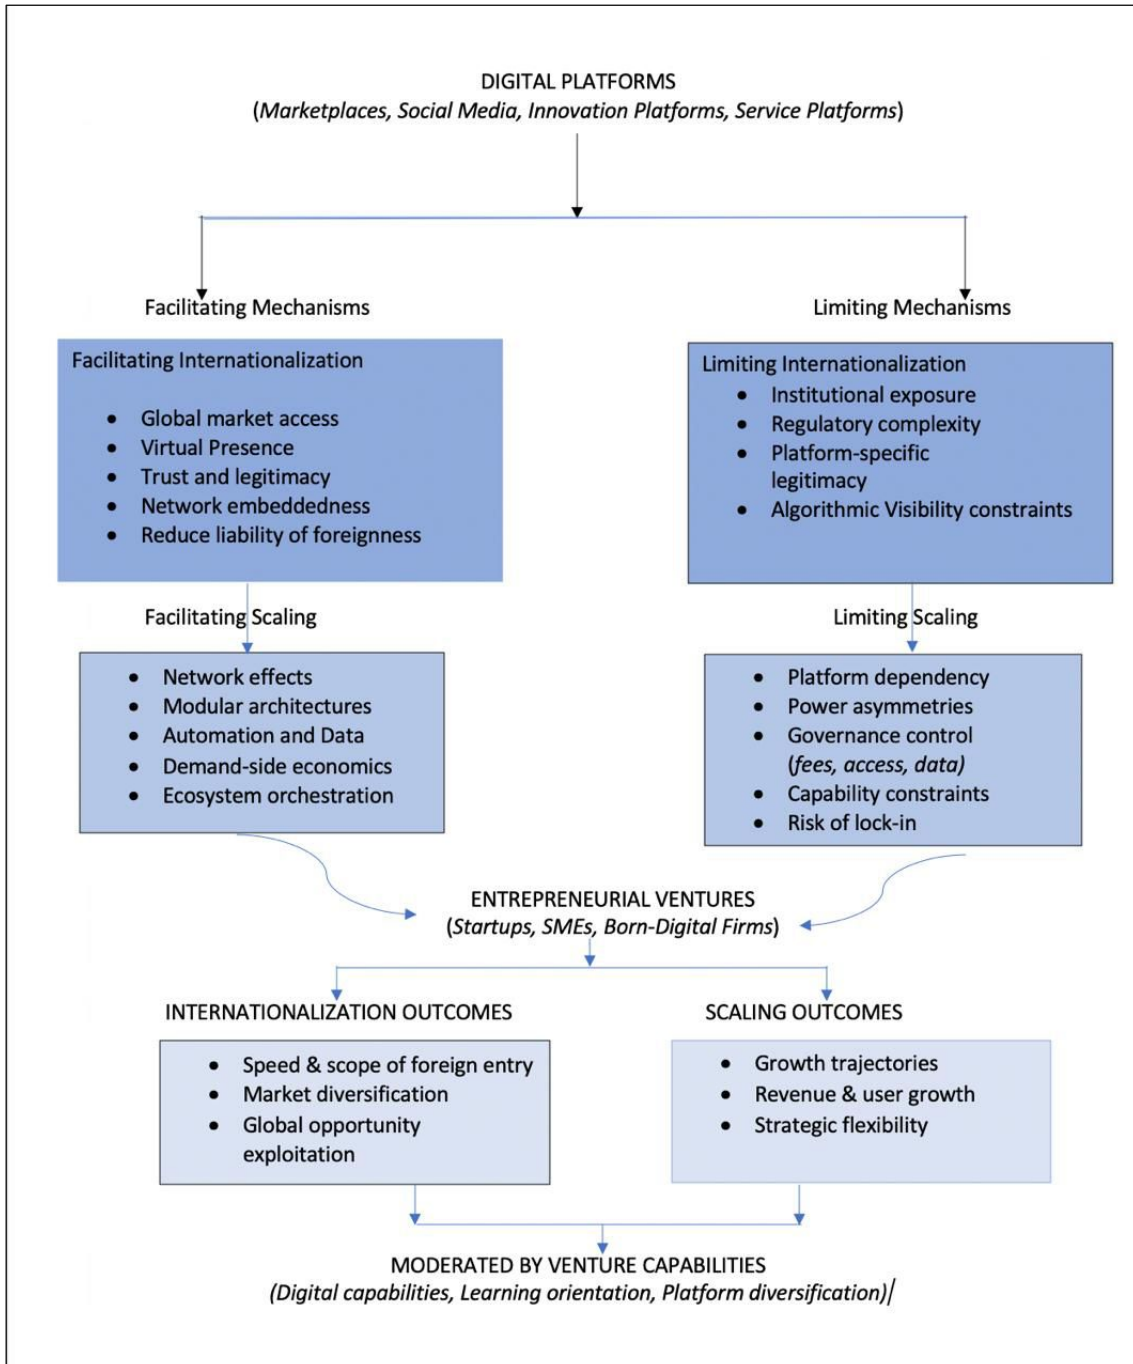 DIGITAL PLATFORMS
(Marketplaces, Social Media, Innovation Platforms, Service Platforms)
Facilitating Mechanisms
Limiting Mechanisms
Facilitating Internationalization
• Global market access
• Virtual Presence
• Trust and legitimacy
• Network embeddedness
• Reduce liability of foreignness
Limiting Internationalization
• Institutional exposure
• Regulatory complexity
• Platform-specific
legitimacy
• Algorithmic Visibility constraints
Facilitating Scaling
Limiting Scaling
• Network effects
• Modular architectures
• Automation and Data
• Demand-side economics
• Ecosystem orchestration
• Platform dependency
• Power asymmetries
• Governance control
(fees, access, data)
• Capability constraints
• Risk of lock-in
ENTREPRENEURIAL VENTURES
(Startups, SMEs, Born-Digital Firms)
INTERNATIONALIZATION OUTCOMES
SCALING OUTCOMES
• Speed & scope of foreign entry
• Market diversification
• Global opportunity
exploitation
• Growth trajectories
• Revenue & user growth
• Strategic flexibility
MODERATED BY VENTURE CAPABILITIES
(Digital capabilities, Learning orientation, Platform diversification)/